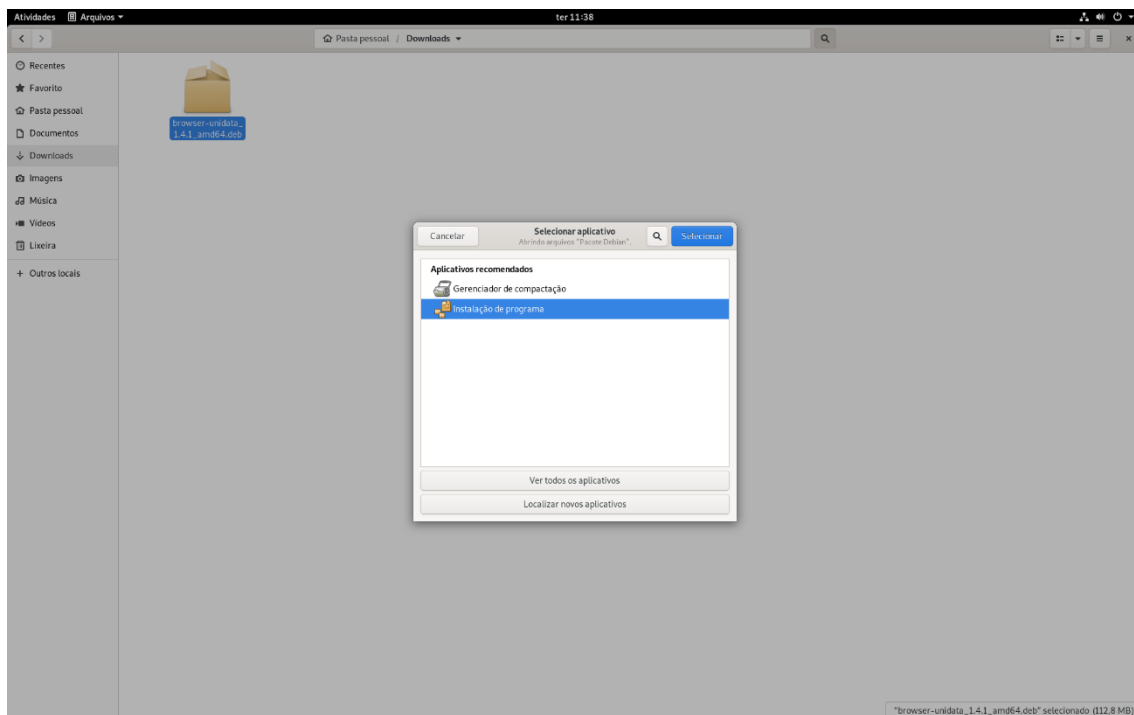 Atividades Arquivos ter 11:38
Pasta pessoal / Downloads
Recentes
Favorito
Pasta pessoal
Documentos
Downloads
Imagens
Música
Vídeos
Lixeira
+ Outros locais
browser-unidata_
1.4.1_amd64.deb
Cancelar
Selecionar aplicativo
Abrindo arquivos "Pacote Debian".
Selecionar
Aplicativos recomendados
Gerenciador de compactação
Instalação de programa
Ver todos os aplicativos
Localizar novos aplicativos
"browser-unidata_1.4.1_amd64.deb" selecionado (112,8 MB)